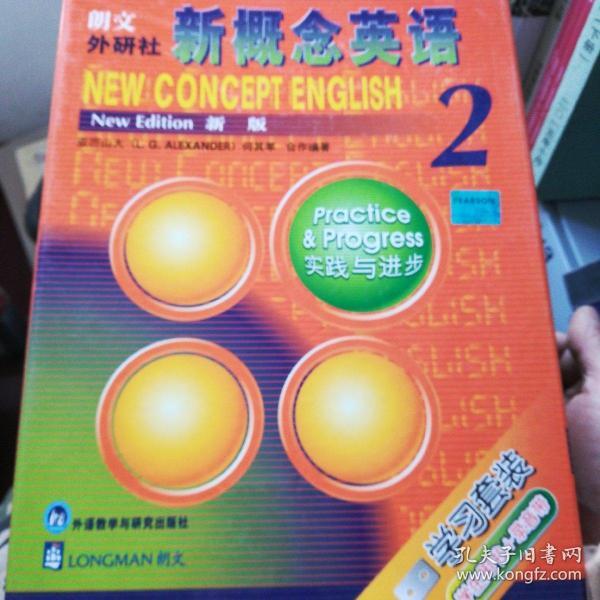 朗文
外研社
新概念英语
NEW CONCEPT ENGLISH
New Edition 新 版
2
亚历山大 (L. G. ALEXANDER) 何其莘 合作编著
PEARSON
Practice
& Progress
实践与进步
学习套装
外语教学与研究出版社
LONGMAN 朗文
孔夫子旧书网
www.kongfz.com